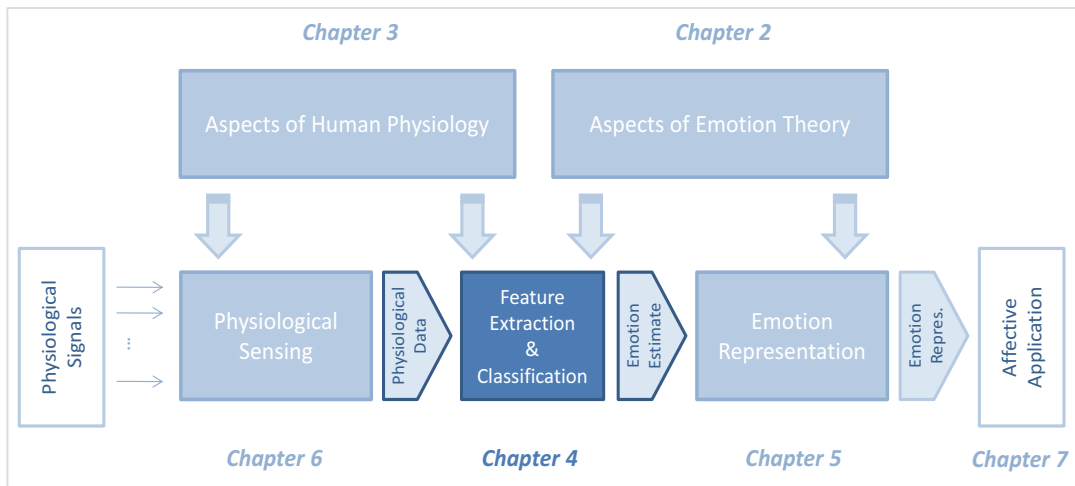 Chapter 3
Chapter 2
Aspects of Human Physiology
Aspects of Emotion Theory
Physiological
Signals
...
Physiological
Sensing
Physiological
Data
Feature
Extraction
&
Classification
Emotion
Estimate
Emotion
Representation
Emotion
Repres.
Affective
Application
Chapter 6
Chapter 4
Chapter 5
Chapter 7